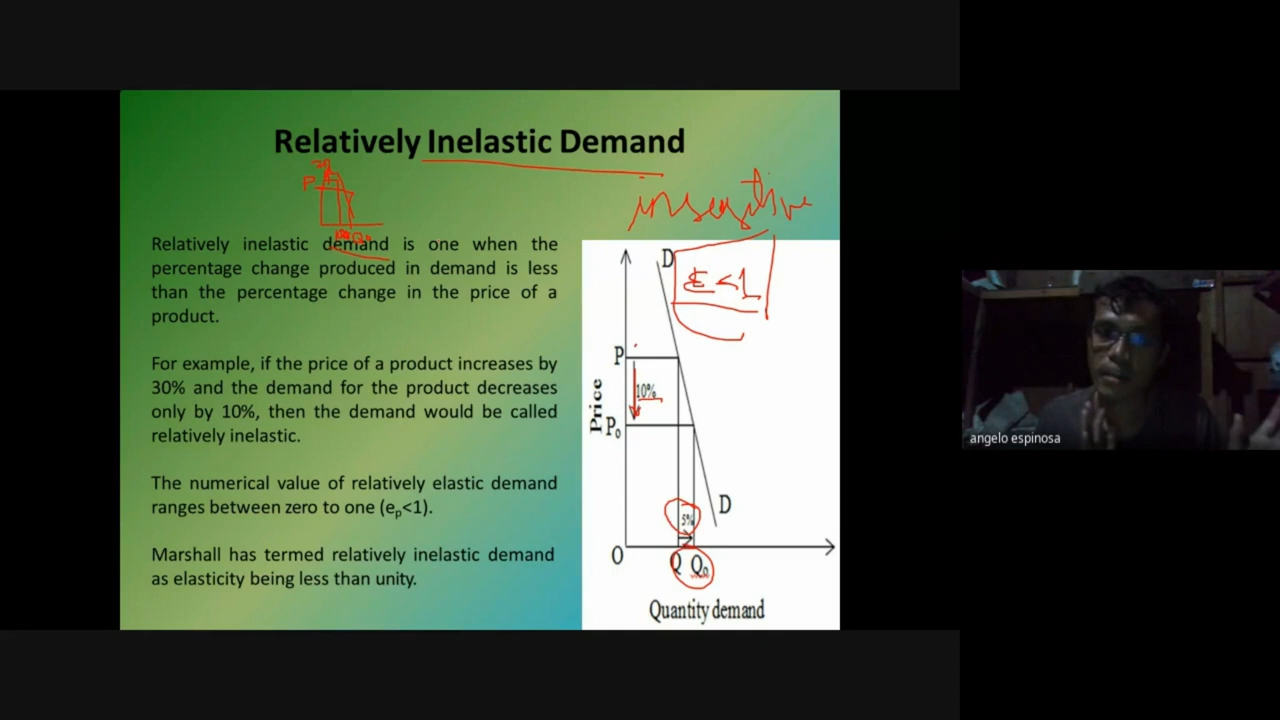 Relatively Inelastic Demand
P
insensitive
Relatively inelastic demand is one when the
percentage change produced in demand is less
than the percentage change in the price of a
product.
For example, if the price of a product increases by
30% and the demand for the product decreases
only by 10%, then the demand would be called
relatively inelastic.
The numerical value of relatively elastic demand
ranges between zero to one (ep<1).
Marshall has termed relatively inelastic demand
as elasticity being less than unity.
D
E<1
P
10%
Price
P0
D
5%
O
Q Q0
Quantity demand
angelo espinosa